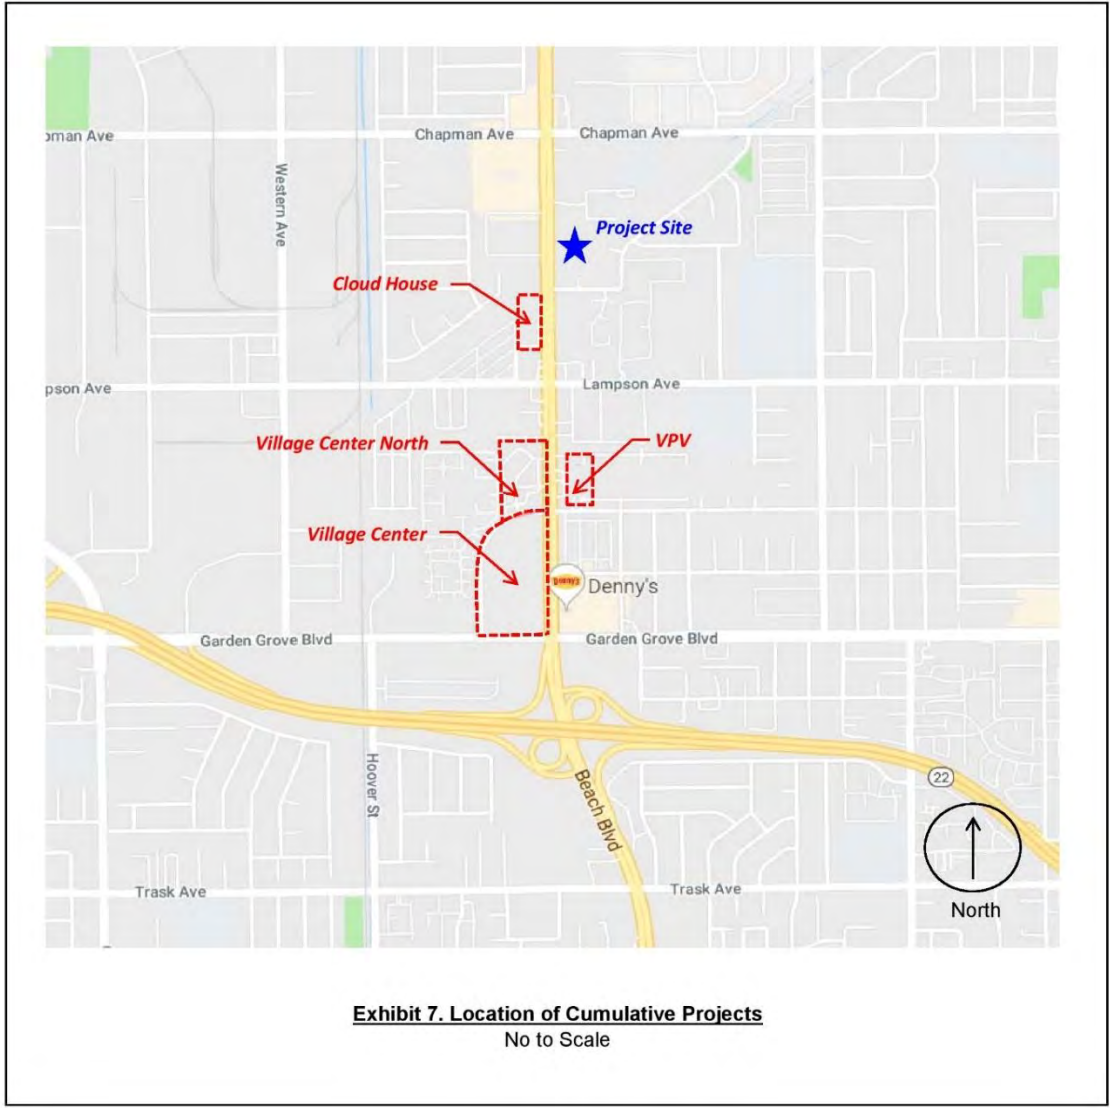 oman Ave
Chapman Ave
Chapman Ave
Western Ave
Project Site
Cloud House
pson Ave
Lampson Ave
Village Center North
VPV
Village Center
Denny's
Denny's
Garden Grove Blvd
Garden Grove Blvd
Hoover St
Beach Blvd
22
Trask Ave
Trask Ave
North
Exhibit 7. Location of Cumulative Projects
No to Scale